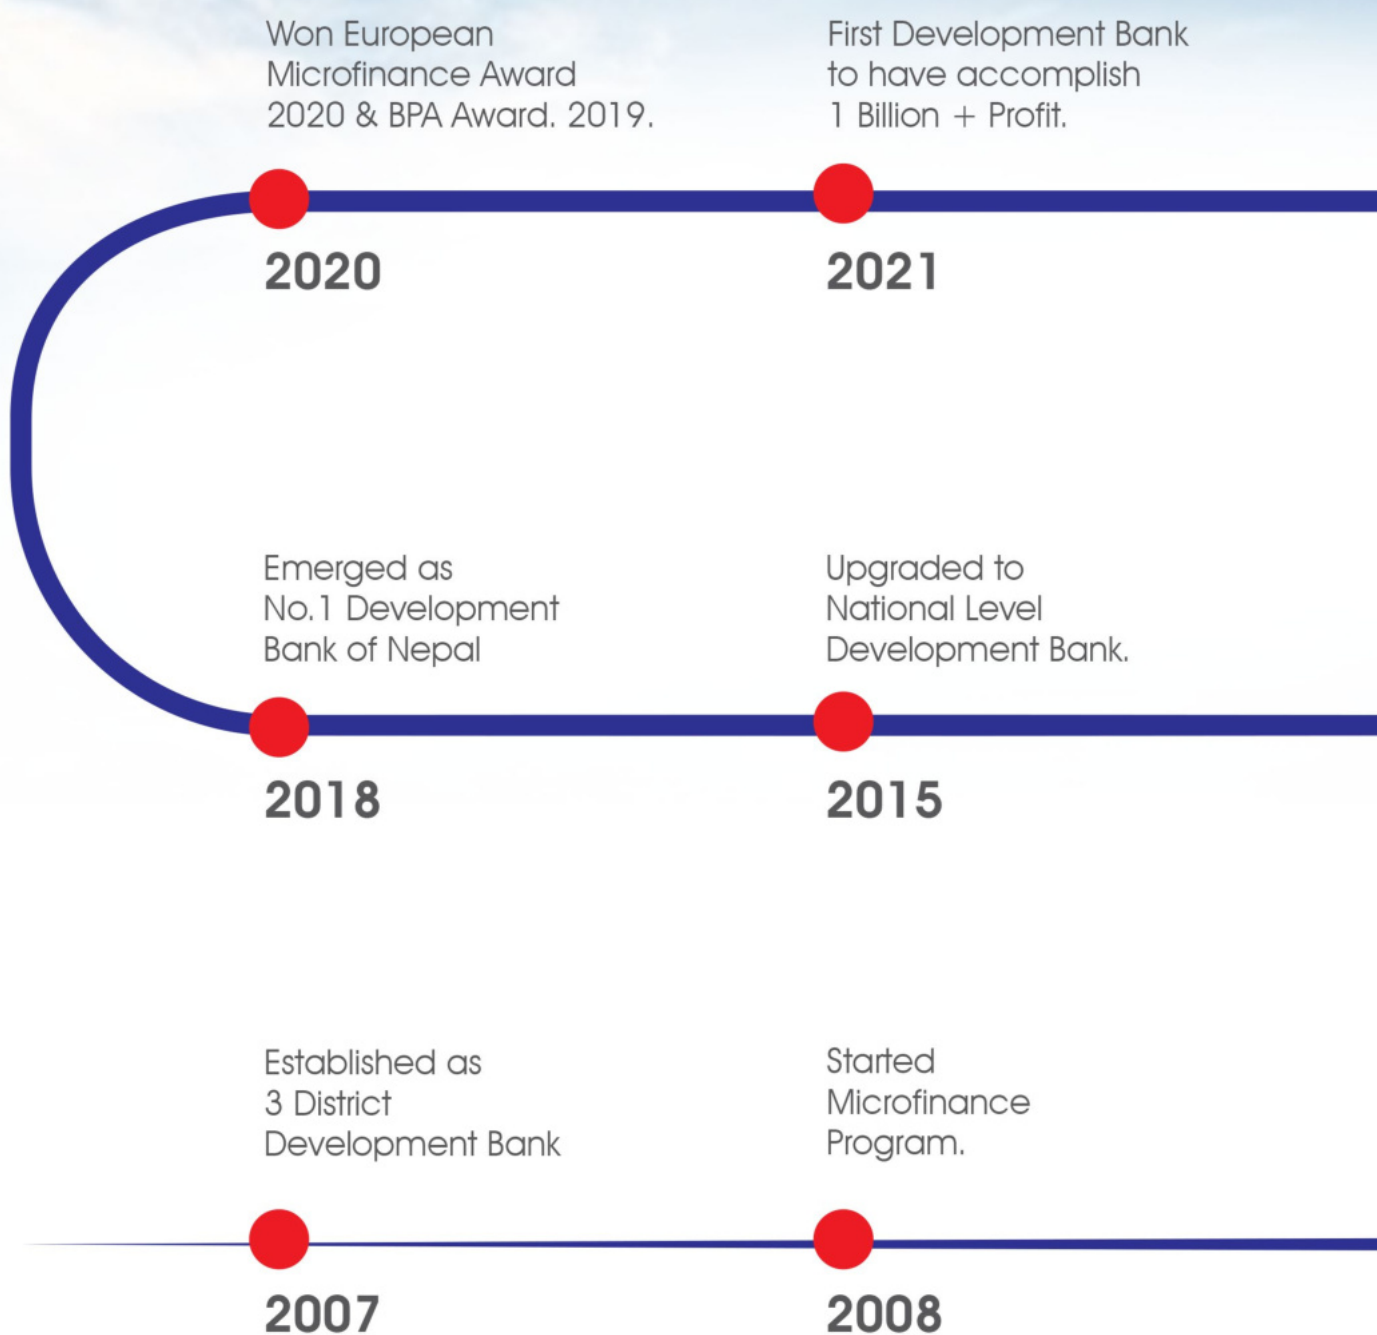 Won European
Microfinance Award
2020 & BPA Award. 2019.
2020
First Development Bank
to have accomplish
1 Billion + Profit.
2021
Emerged as
No.1 Development
Bank of Nepal
2018
Upgraded to
National Level
Development Bank.
2015
Established as
3 District
Development Bank
2007
Started
Microfinance
Program.
2008